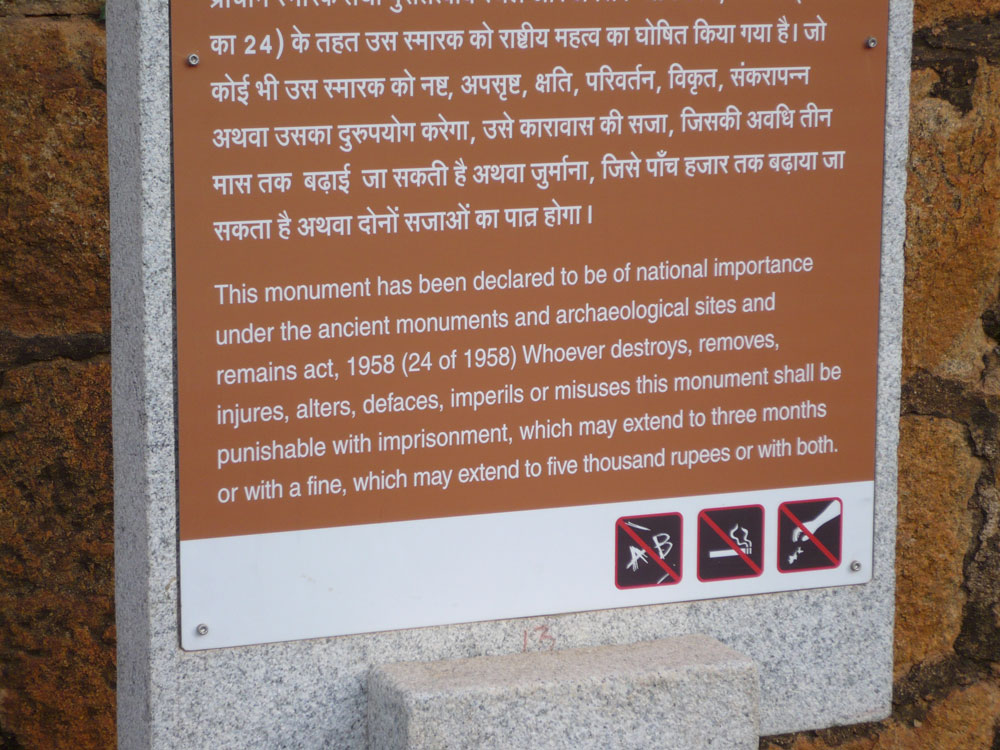 का 24) के तहत उस स्मारक को राष्टीय महत्व का घोषित किया गया है। जो
कोई भी उस स्मारक को नष्ट, अपसृष्ट, क्षति, परिवर्तन, विकृत, संकरापन्न
अथवा उसका दुरुपयोग करेगा, उसे कारावास की सजा, जिसकी अवधि तीन
मास तक बढ़ाई जा सकती है अथवा जुर्माना, जिसे पाँच हजार तक बढ़ाया जा
सकता है अथवा दोनों सजाओं का पात्र होगा।
This monument has been declared to be of national importance
under the ancient monuments and archaeological sites and
remains act, 1958 (24 of 1958) Whoever destroys, removes,
injures, alters, defaces, imperils or misuses this monument shall be
punishable with imprisonment, which may extend to three months
or with a fine, which may extend to five thousand rupees or with both.
A B
13